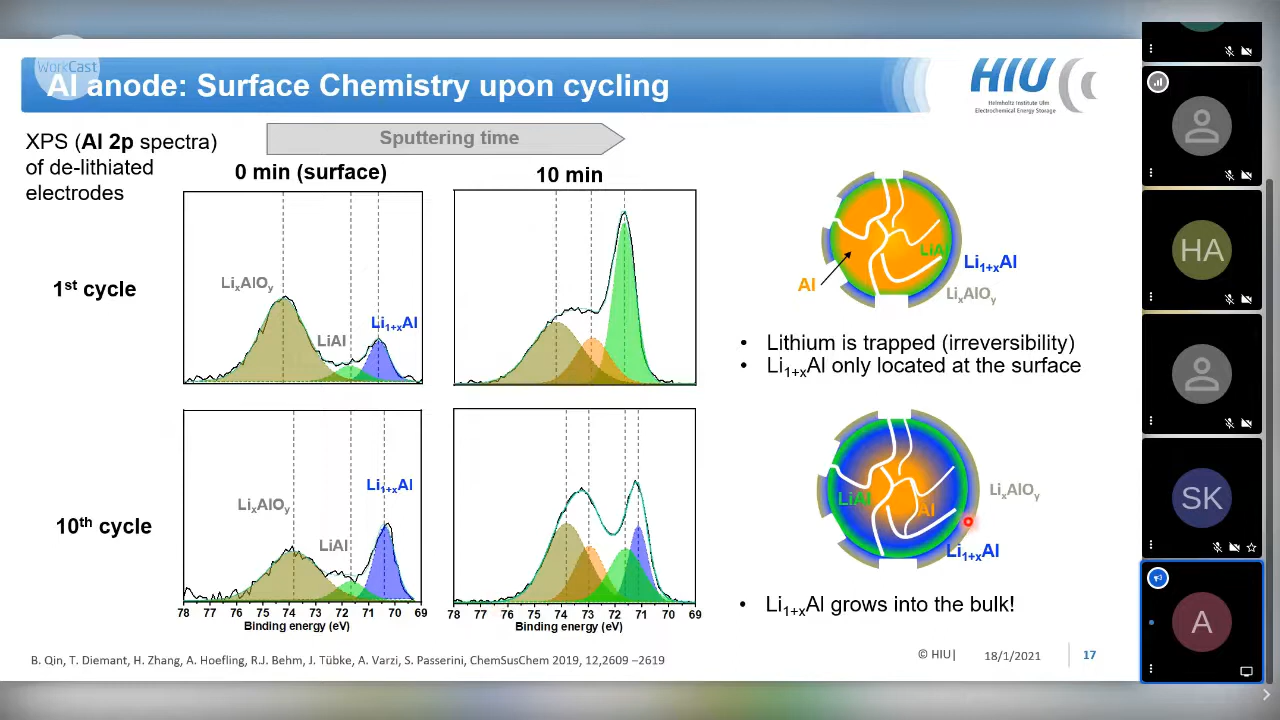 WorkCast
Al anode: Surface Chemistry upon cycling
HIU
Helmholtz Institute Ulm
Electrochemical Energy Storage
XPS (Al 2p spectra)
of de-lithiated
electrodes
Sputtering time
0 min (surface)
10 min
1st cycle
LixAlOy
LiAl
Li1+xAl
Al
LiAl
Li1+xAl
LixAlOy
• Lithium is trapped (irreversibility)
• Li1+xAl only located at the surface
10th cycle
LixAlOy
LiAl
Li1+xAl
78 77 76 75 74 73 72 71 70 69
Binding energy (eV)
78 77 76 75 74 73 72 71 70 69
Binding energy (eV)
LiAl
Al
LixAlOy
Li1+xAl
• Li1+xAl grows into the bulk!
B. Qin, T. Diemant, H. Zhang, A. Hoefling, R.J. Behm, J. Tübke, A. Varzi, S. Passerini, ChemSusChem 2019, 12,2609 –2619
© HIU|
18/1/2021
17
HA
SK
A